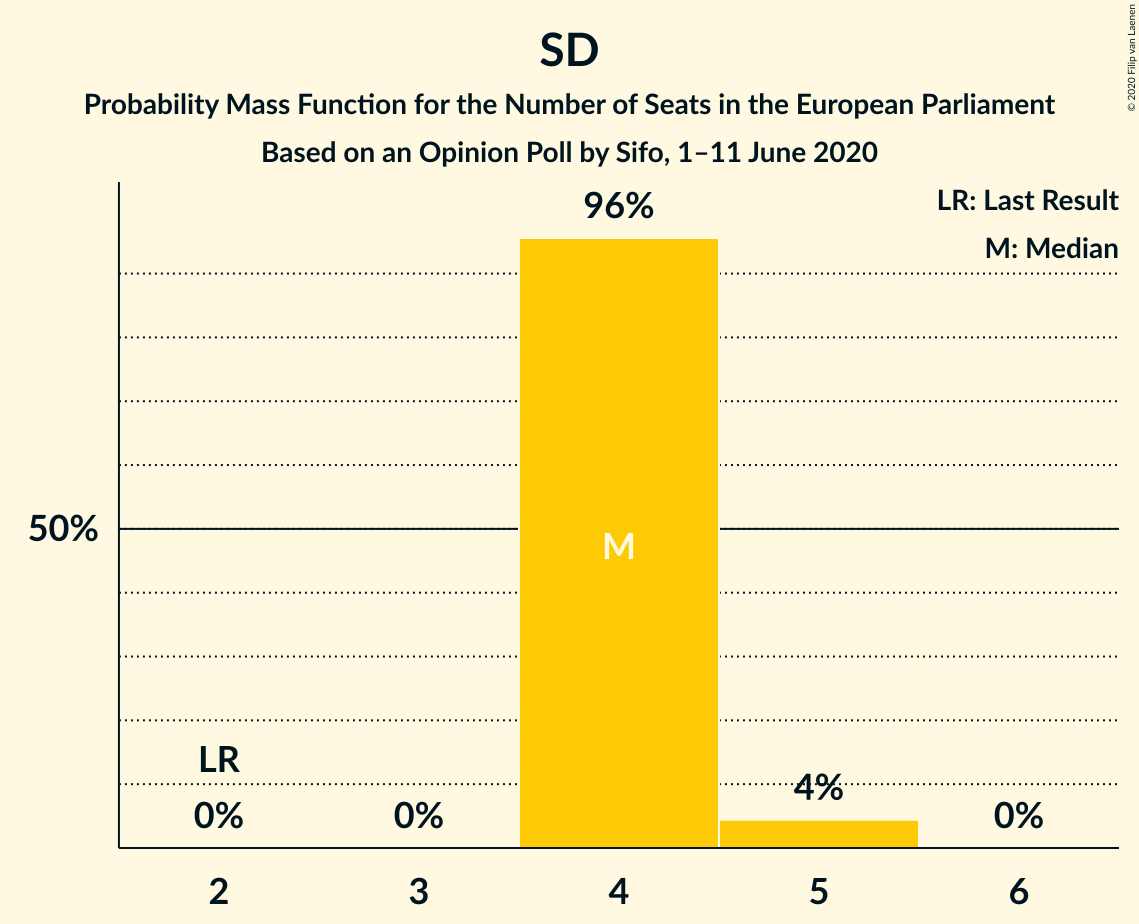 SD
Probability Mass Function for the Number of Seats in the European Parliament
Based on an Opinion Poll by Sifo, 1–11 June 2020
© 2020 Filip van Laenen
LR: Last Result
M: Median
96%
50%
M
LR
0%
0%
4%
0%
2
3
4
5
6